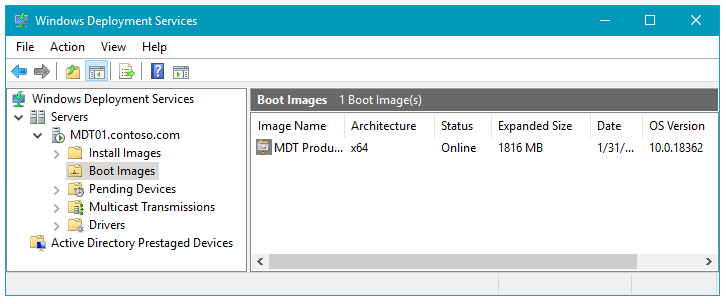 Windows Deployment Services
File Action View Help
Windows Deployment Services
Servers
MDT01.contoso.com
Install Images
Boot Images
Pending Devices
Multicast Transmissions
Drivers
Active Directory Prestaged Devices
Boot Images 1 Boot Image(s)
Image Name Architecture Status Expanded Size Date OS Version
MDT Produ... x64 Online 1816 MB 1/31/... 10.0.18362